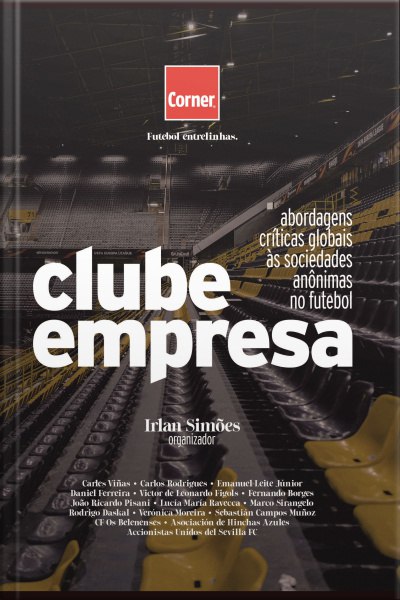 Corner
Futebol entrelinhas.
abordagens
críticas globais
às sociedades
anônimas
no futebol
clube
empresa
Irlan Simões
organizador
Carles Viñas • Carlos Rodrigues • Emanuel Leite Júnior
Daniel Ferreira • Victor de Leonardo Figols • Fernando Borges
João Ricardo Pisani • Lucía María Ravecca • Marco Sirangelo
Rodrigo Daskal • Verónica Moreira • Sebastián Campos Muñoz
CF Os Belenenses • Asociación de Hinchas Azules
Accionistas Unidos del Sevilla FC